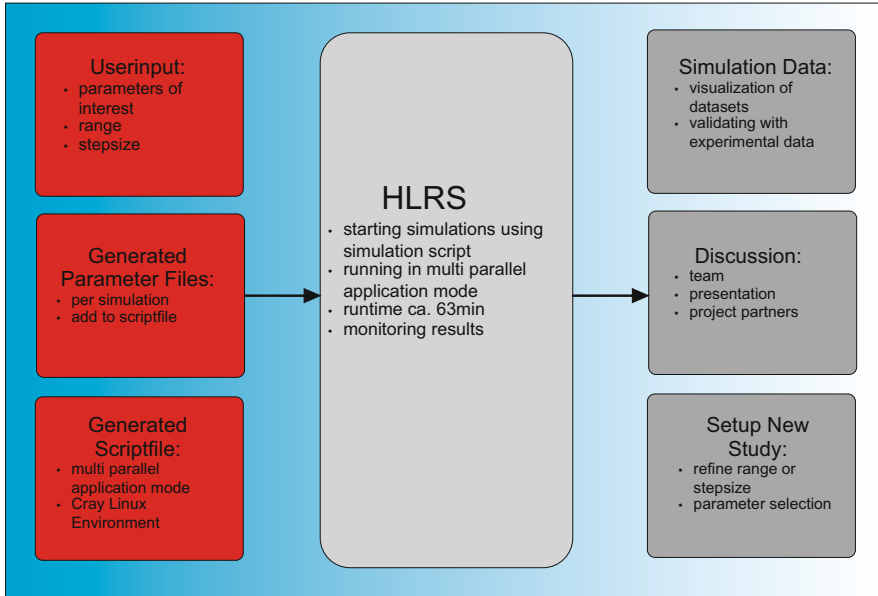 Userinput:
• parameters of
interest
• range
• stepsize
Generated
Parameter Files:
• per simulation
• add to scriptfile
Generated
Scriptfile:
• multi parallel
application mode
• Cray Linux
Environment
HLRS
• starting simulations using
simulation script
• running in multi parallel
application mode
• runtime ca. 63min
• monitoring results
Simulation Data:
• visualization of
datasets
• validating with
experimental data
Discussion:
• team
• presentation
• project partners
Setup New
Study:
• refine range or
stepsize
• parameter selection